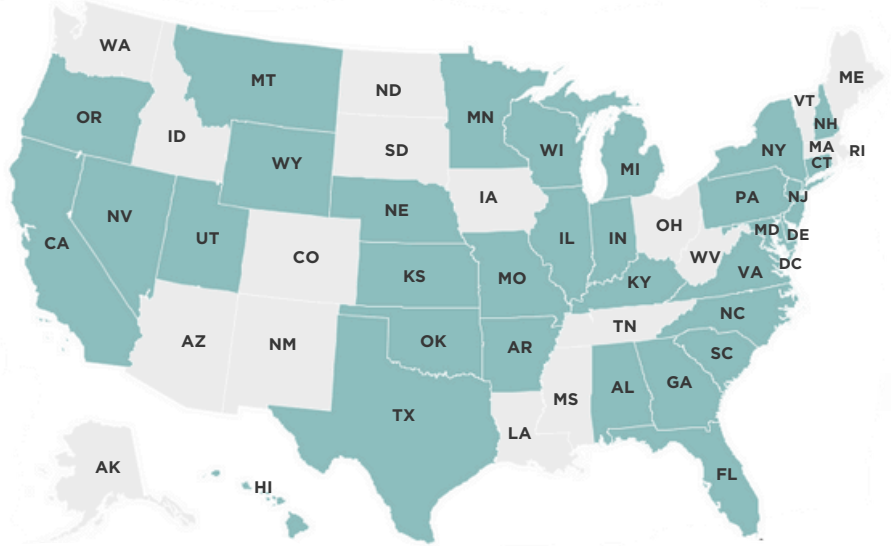 WA
MT
ND
MN
ME
VT
OR
ID
SD
WI
NH
NY
MA
RI
WY
MI
CT
NV
NE
IA
PA
NJ
CA
UT
CO
IL
IN
OH
MD
DE
WV
DC
KS
MO
KY
VA
AZ
NM
OK
AR
TN
NC
SC
TX
LA
MS
AL
GA
AK
HI
FL